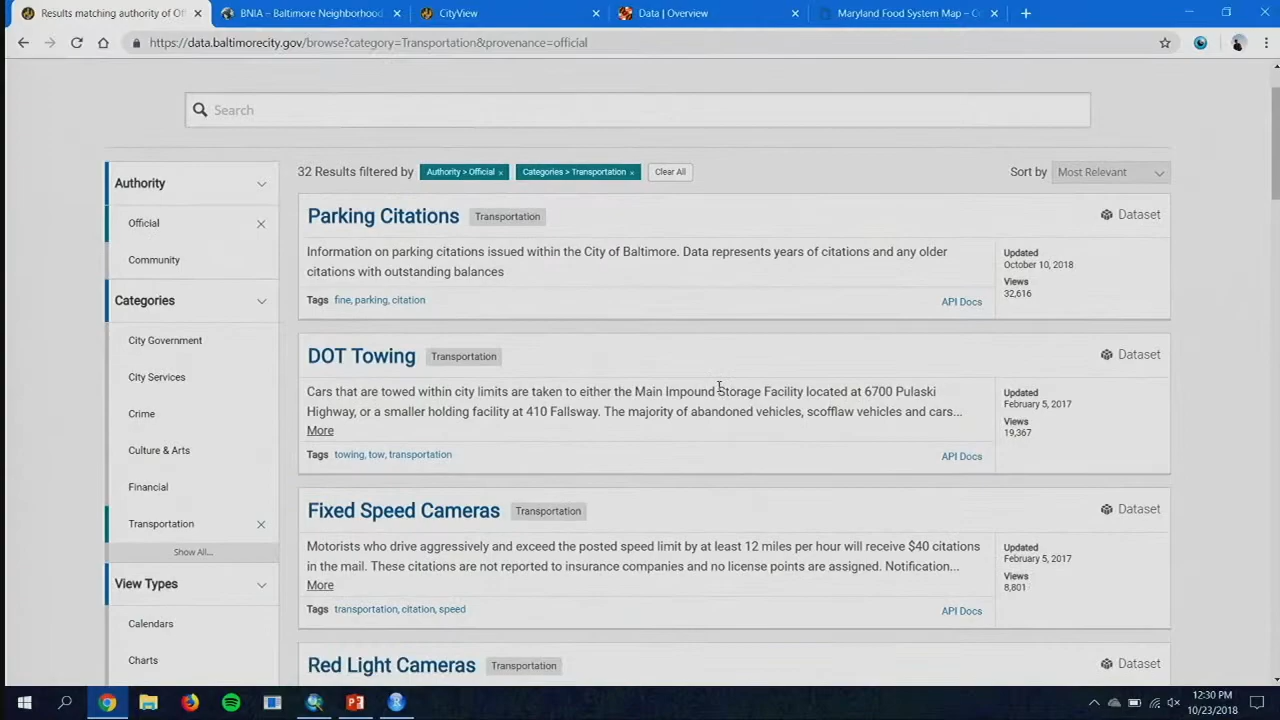 Results matching authority of Of
BNIA – Baltimore Neighborhood
CityView
Data | Overview
Maryland Food System Map – C
https://data.baltimorecity.gov/browse?category=Transportation&provenance=official
Search
Authority
Official
Community
Categories
City Government
City Services
Crime
Culture & Arts
Financial
Transportation
Show All...
View Types
Calendars
Charts
32 Results filtered by
Authority > Official ×
Categories > Transportation ×
Clear All
Sort by
Most Relevant
Parking Citations
Transportation
Dataset
Information on parking citations issued within the City of Baltimore. Data represents years of citations and any older
citations with outstanding balances
Tags fine, parking, citation
API Docs
Updated
October 10, 2018
Views
32,616
DOT Towing
Transportation
Dataset
Cars that are towed within city limits are taken to either the Main Impound Storage Facility located at 6700 Pulaski
Highway, or a smaller holding facility at 410 Fallsway. The majority of abandoned vehicles, scofflaw vehicles and cars...
More
Tags towing, tow, transportation
API Docs
Updated
February 5, 2017
Views
19,367
Fixed Speed Cameras
Transportation
Dataset
Motorists who drive aggressively and exceed the posted speed limit by at least 12 miles per hour will receive $40 citations
in the mail. These citations are not reported to insurance companies and no license points are assigned. Notification...
More
Tags transportation, citation, speed
API Docs
Updated
February 5, 2017
Views
8,801
Red Light Cameras
Transportation
Dataset
12:30 PM
10/23/2018